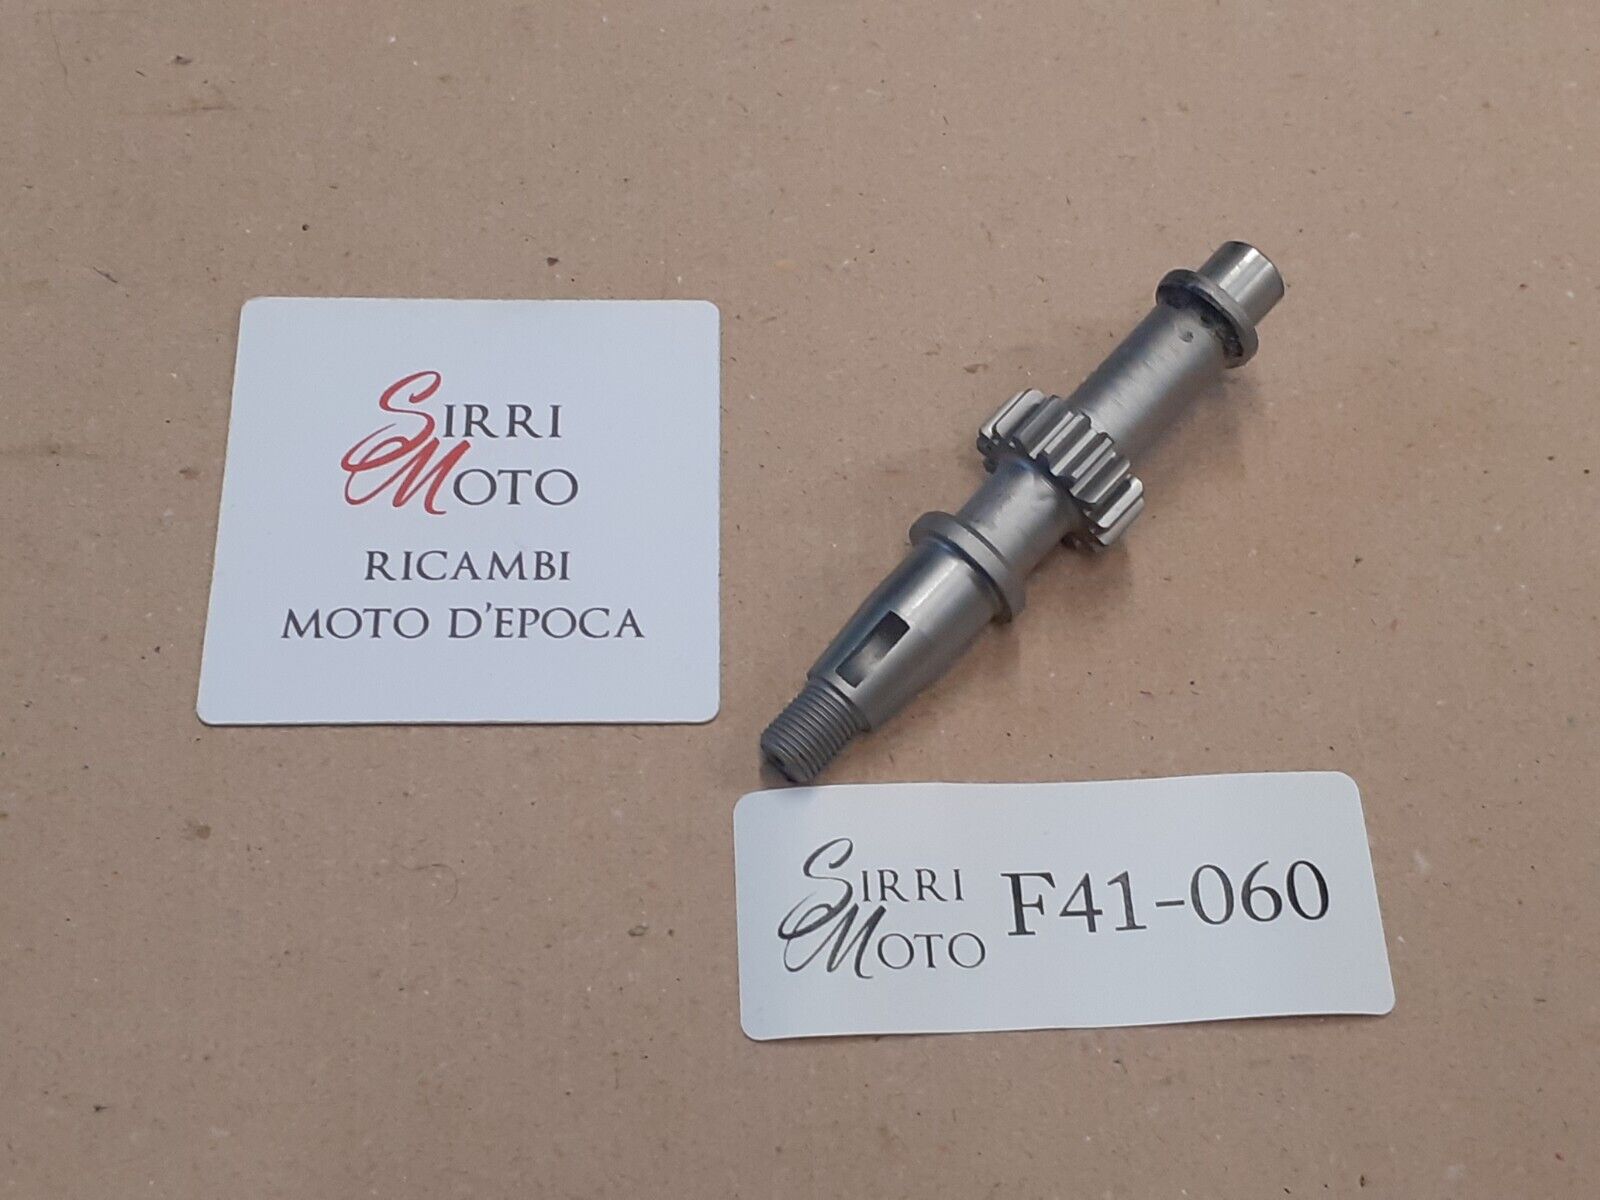 SIRRI
MOTO
RICAMBI
MOTO D'EPOCA
SIRRI
MOTO
F41-060